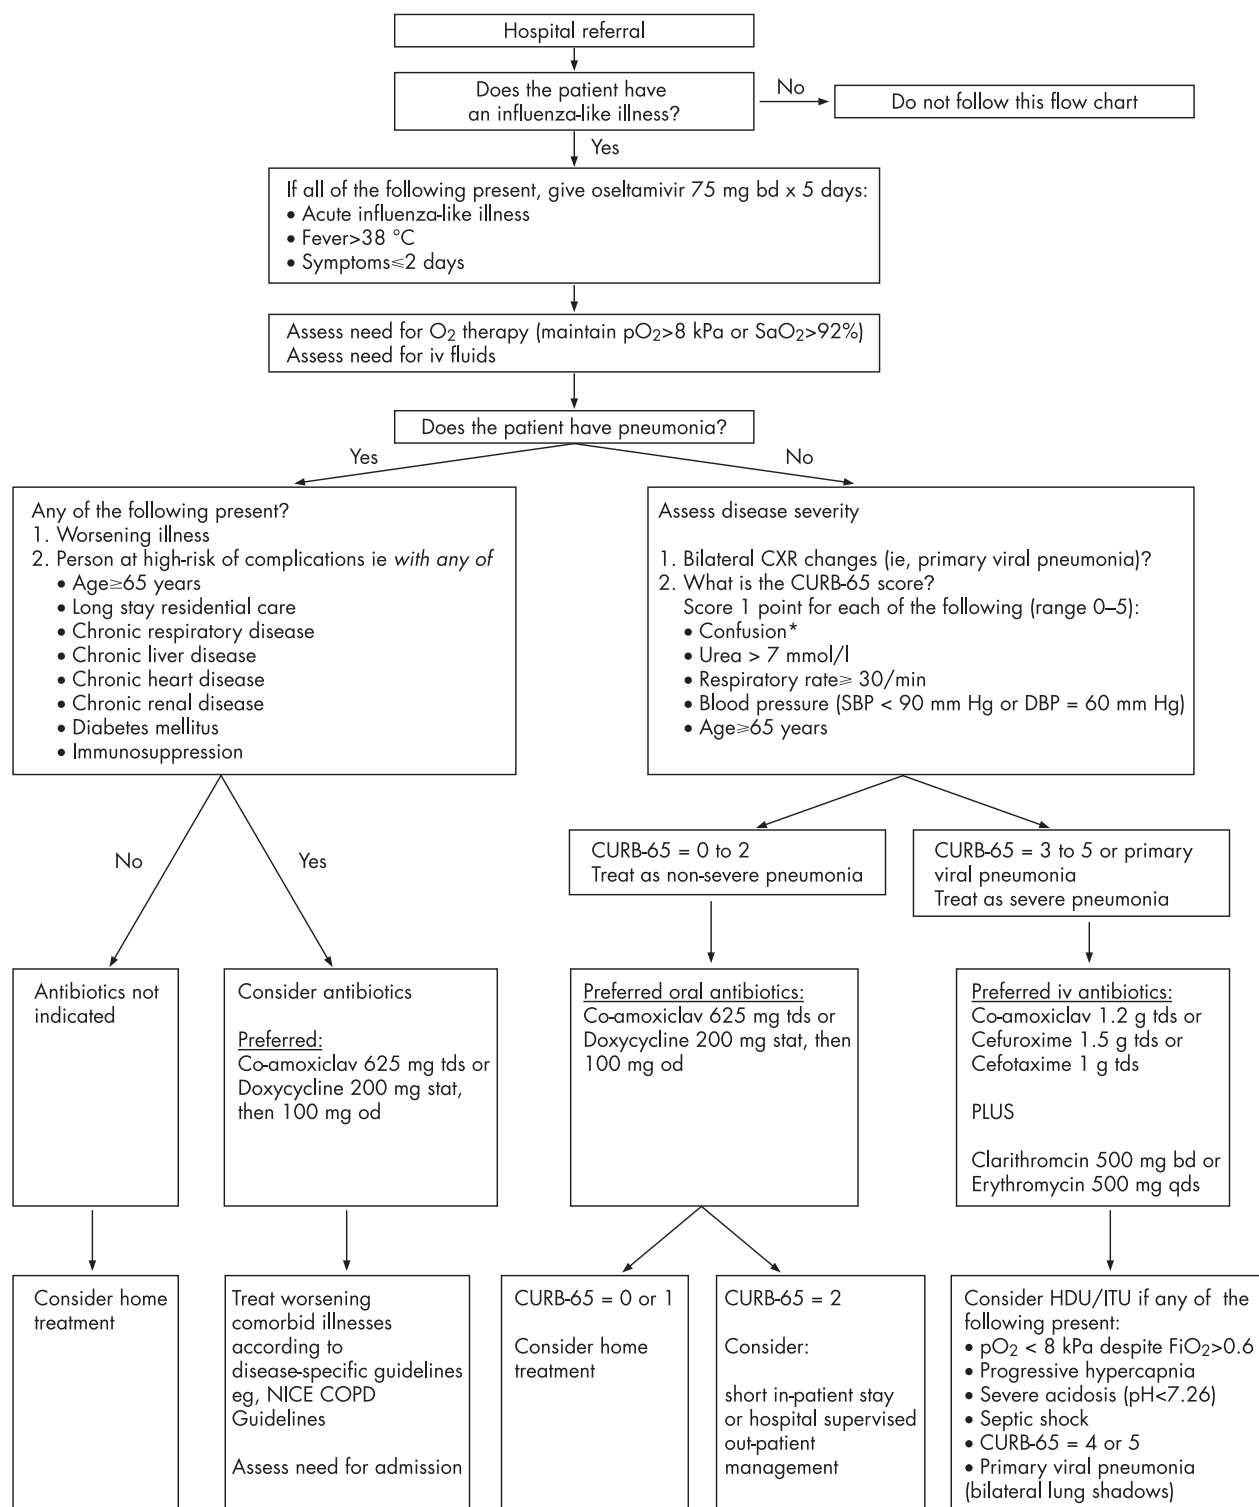 Hospital referral
Does the patient have
an influenza-like illness?
No
Do not follow this flow chart
Yes
If all of the following present, give oseltamivir 75 mg bd x 5 days:
• Acute influenza-like illness
• Fever>38 °C
• Symptoms≤2 days
Assess need for O₂ therapy (maintain pO₂>8 kPa or SaO₂>92%)
Assess need for iv fluids
Does the patient have pneumonia?
Yes
No
Any of the following present?
1. Worsening illness
2. Person at high-risk of complications ie with any of
• Age≥65 years
• Long stay residential care
• Chronic respiratory disease
• Chronic liver disease
• Chronic heart disease
• Chronic renal disease
• Diabetes mellitus
• Immunosuppression
Assess disease severity
1. Bilateral CXR changes (ie, primary viral pneumonia)?
2. What is the CURB-65 score?
Score 1 point for each of the following (range 0–5):
• Confusion*
• Urea > 7 mmol/l
• Respiratory rate≥ 30/min
• Blood pressure (SBP < 90 mm Hg or DBP = 60 mm Hg)
• Age≥65 years
No
Yes
CURB-65 = 0 to 2
Treat as non-severe pneumonia
CURB-65 = 3 to 5 or primary
viral pneumonia
Treat as severe pneumonia
Antibiotics not
indicated
Consider antibiotics
Preferred:
Co-amoxiclav 625 mg tds or
Doxycycline 200 mg stat,
then 100 mg od
Preferred oral antibiotics:
Co-amoxiclav 625 mg tds or
Doxycycline 200 mg stat, then
100 mg od
Preferred iv antibiotics:
Co-amoxiclav 1.2 g tds or
Cefuroxime 1.5 g tds or
Cefotaxime 1 g tds
PLUS
Clarithromcin 500 mg bd or
Erythromycin 500 mg qds
Consider home
treatment
Treat worsening
comorbid illnesses
according to
disease-specific guidelines
eg, NICE COPD
Guidelines
Assess need for admission
CURB-65 = 0 or 1
Consider home
treatment
CURB-65 = 2
Consider:
short in-patient stay
or hospital supervised
out-patient
management
Consider HDU/ITU if any of the
following present:
• pO₂ < 8 kPa despite FiO₂>0.6
• Progressive hypercapnia
• Severe acidosis (pH<7.26)
• Septic shock
• CURB-65 = 4 or 5
• Primary viral pneumonia
(bilateral lung shadows)